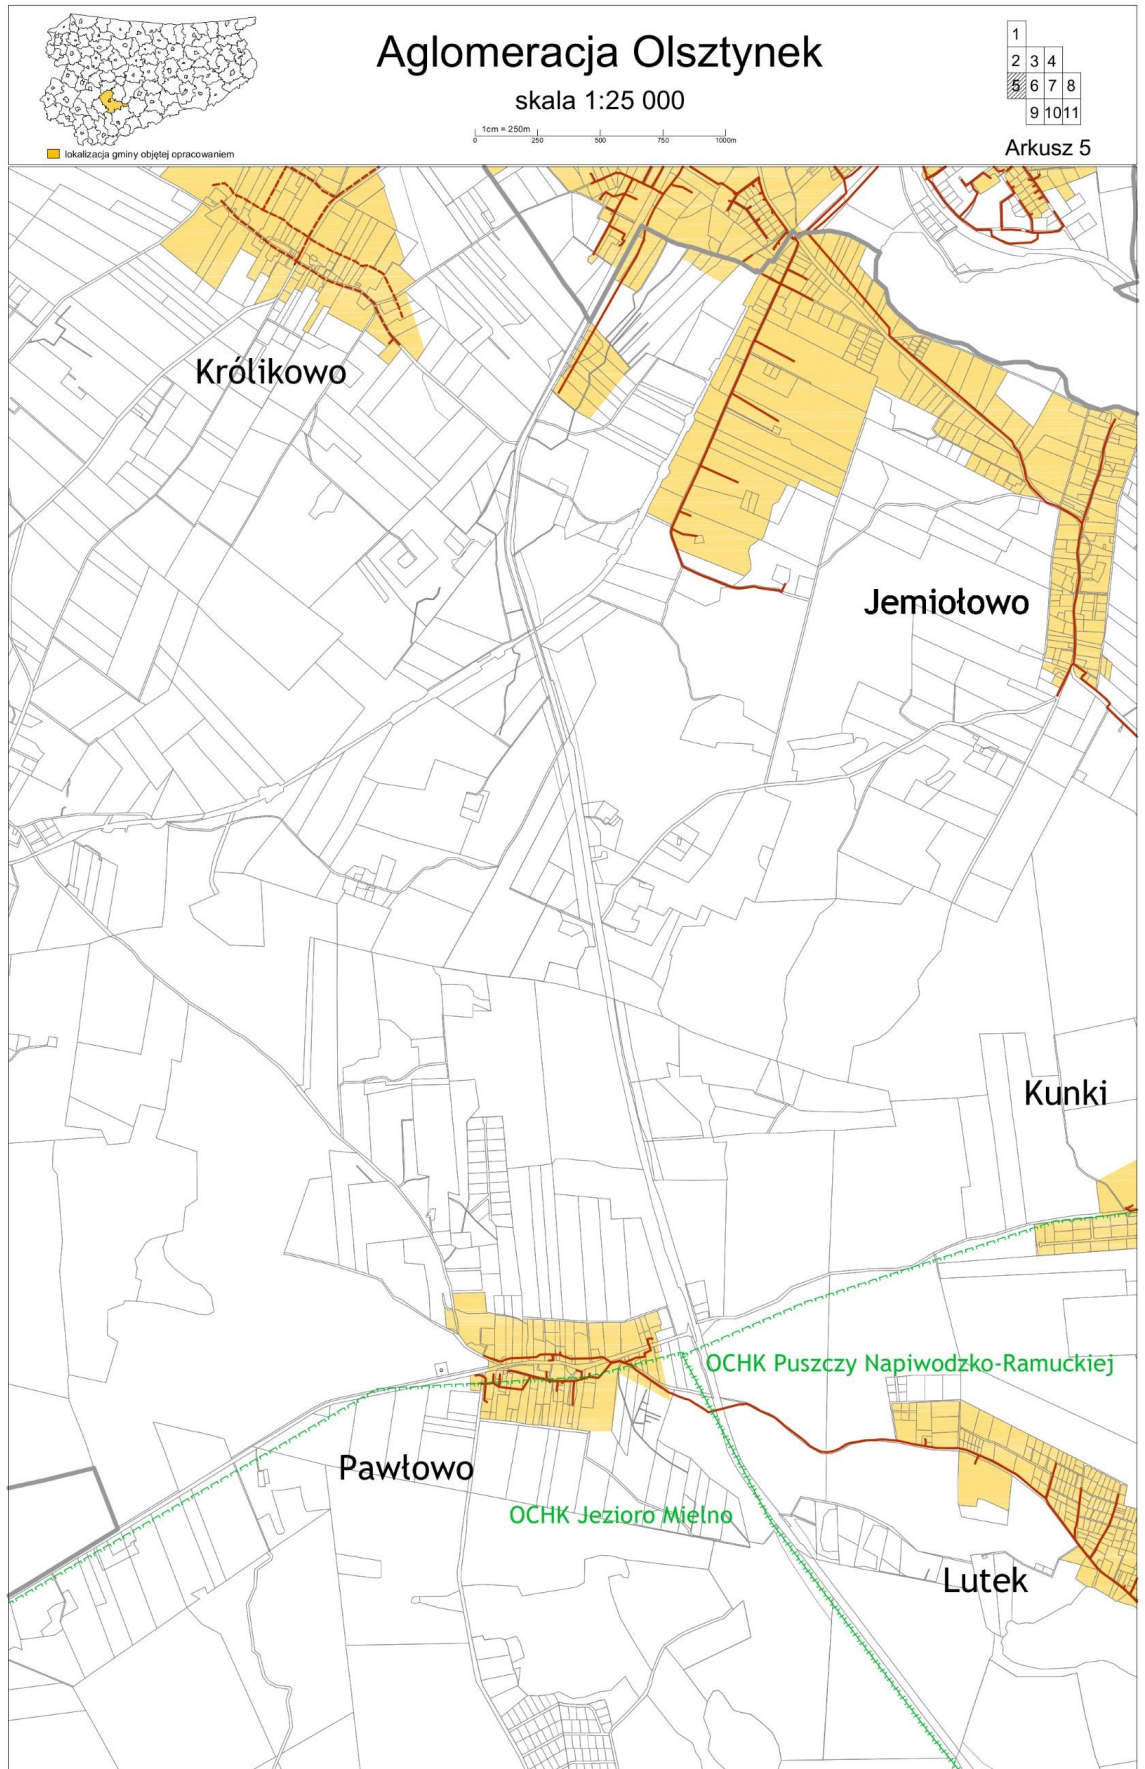 Aglomeracja Olsztynek
skala 1:25 000
1cm = 250m
0 250 500 750 1000m
lokalizacja gminy objętej opracowaniem
1
2 3 4
5 6 7 8
9 10 11
Arkusz 5
Królikowo
Jemiołowo
Kunki
OCHK Puszczy Napiwodzko-Ramuckiej
Pawłowo
OCHK Jezioro Mielno
Lutek